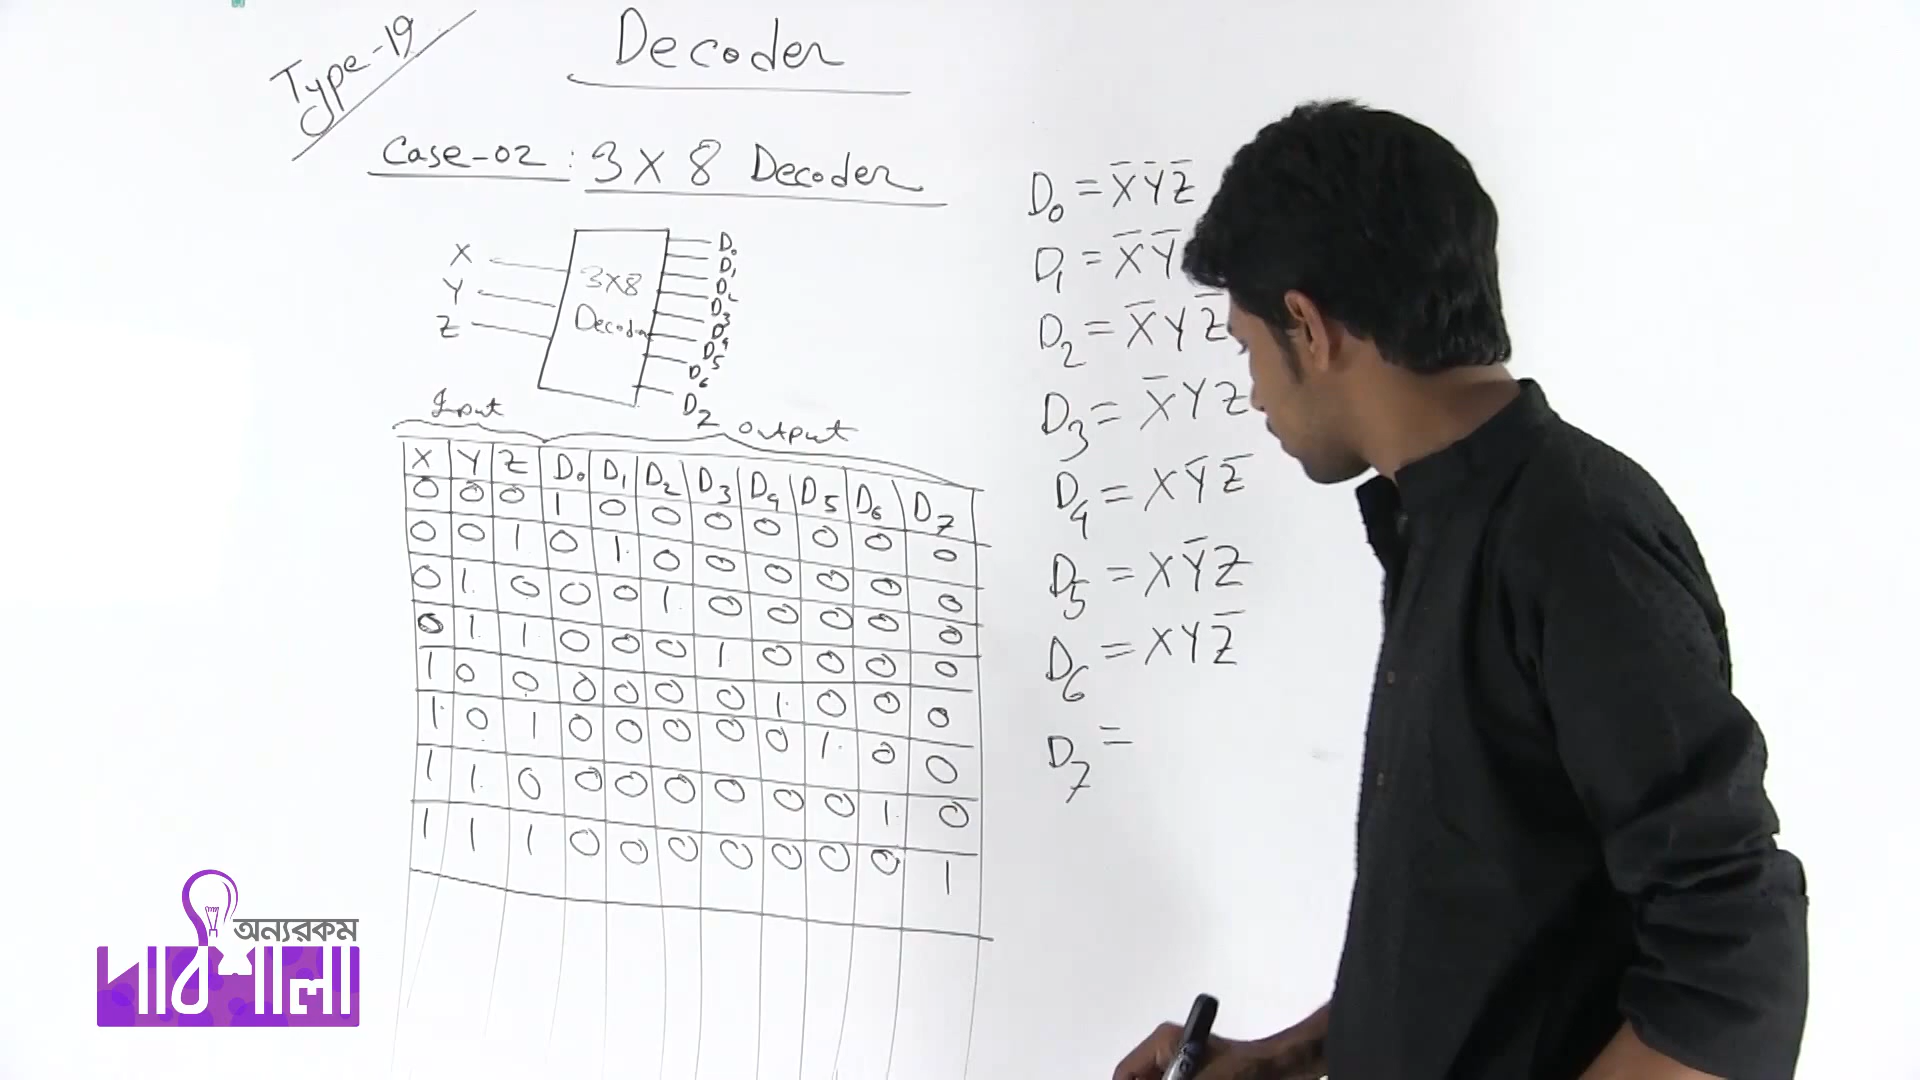 Type-19
Decoder
Case-02 : 3 X 8 Decoder
X
Y
Z
3X8
Decoder
D₀
D₁
D₂
D₃
D₄
D₅
D₆
D₇
Input
Output
X Y Z D₀ D₁ D₂ D₃ D₄ D₅ D₆ D₇
0 0 0 1 0 0 0 0 0 0 0
0 0 1 0 1 0 0 0 0 0 0
0 1 0 0 0 1 0 0 0 0 0
0 1 1 0 0 0 1 0 0 0 0
1 0 0 0 0 0 0 1 0 0 0
1 0 1 0 0 0 0 0 1 0 0
1 1 0 0 0 0 0 0 0 1 0
1 1 1 0 0 0 0 0 0 0 1
D₀ = X̅ Y̅ Z̅
D₁ = X̅ Y̅
D₂ = X̅ Y Z̅
D₃ = X̅ Y Z
D₄ = X Y̅ Z̅
D₅ = X Y̅ Z
D₆ = X Y Z̅
D₇ =
অন্যরকম
পাঠশালা